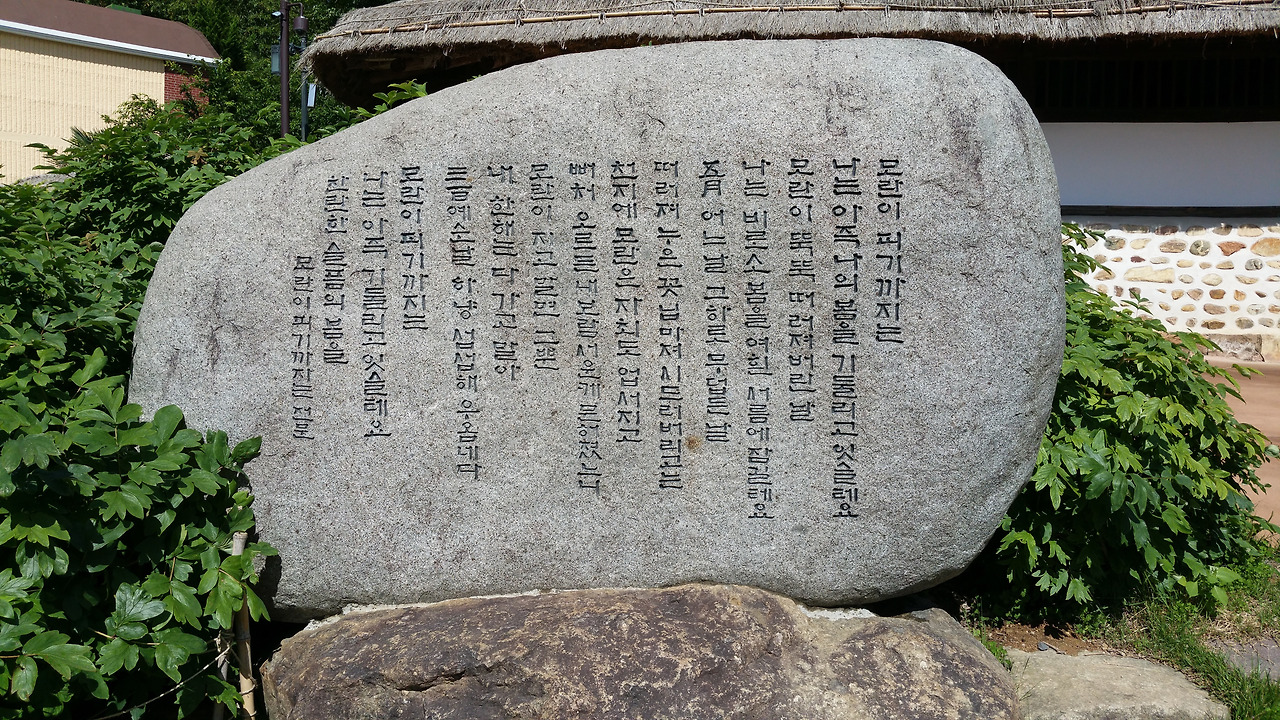 모란이 피기까지는
나는 아즉 나의 봄을 기둘리고 잇슬텐요
모란이 뚝뚝 떠러져버린 날
나는 비로소 봄을 여흰 서름에 잠길테요
五月 어느날 그 하로 무덥든 날
떠러져 누은 꼿닙마저 시드러버리고는
천지에 모란은 자최도 업서지고
뻐처 오르든 내 보람 서운케 문허졌느니
모란이 지고 말면 그뿐
내 한해는 다 가고 말아
三百예순날 하냥 섭섭해 우옵네다
모란이 피기까지는
나는 아즉 기둘리고 잇슬테요
찬란한 슬픔의 봄을
모란이 피기까지는 전문